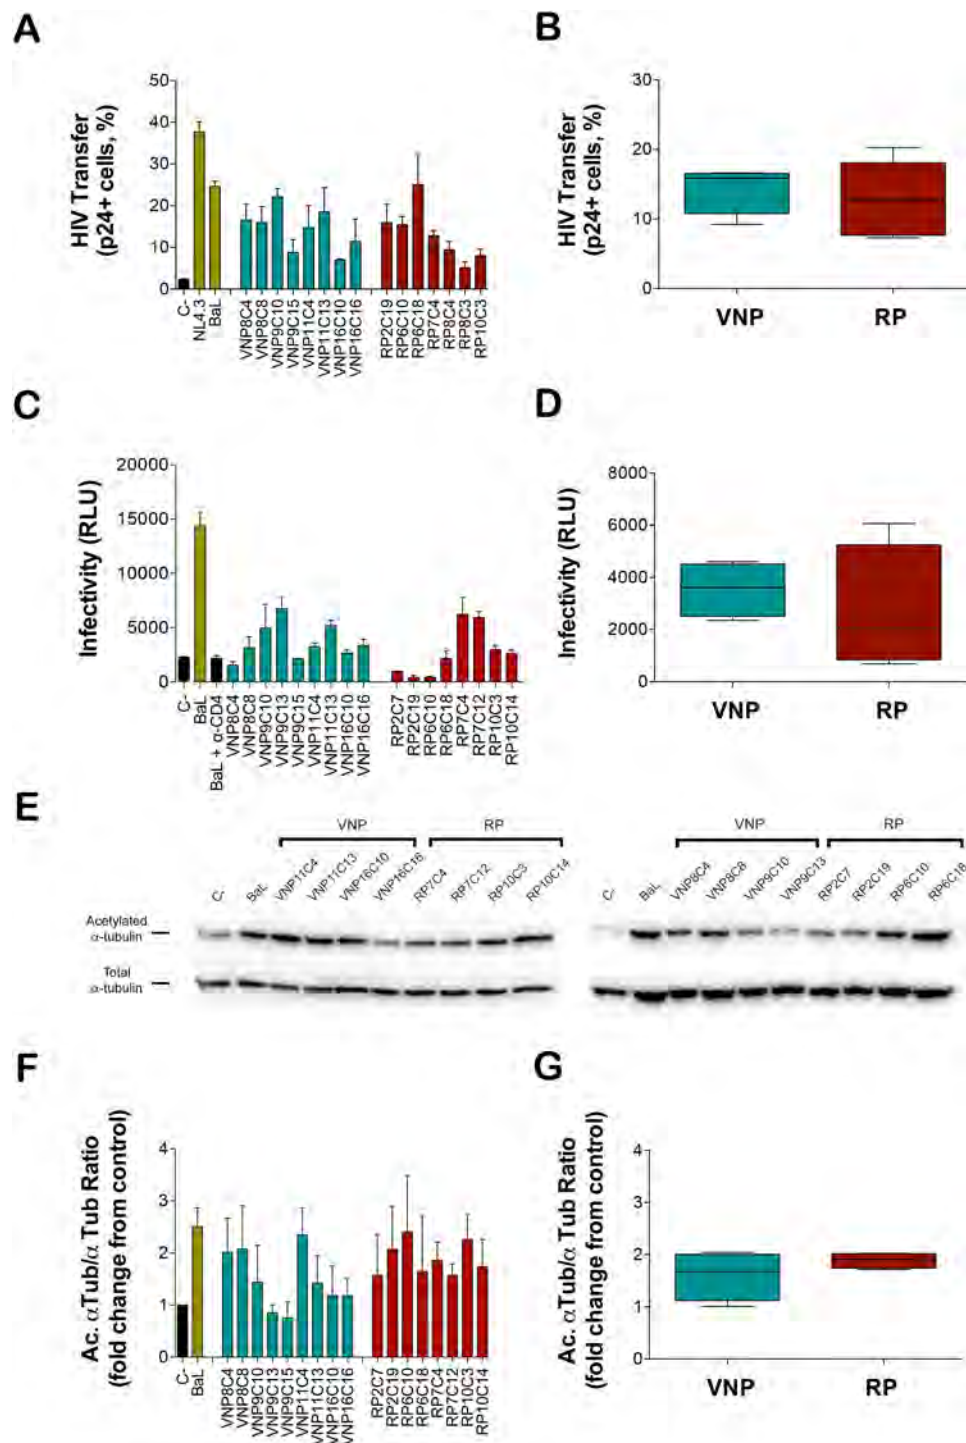 A
HIV Transfer
(p24+ cells, %)
50
40
30
20
10
0
C-
NL4.3
BaL
VNP8C4
VNP8C8
VNP9C10
VNP9C15
VNP11C4
VNP11C13
VNP16C10
VNP16C16
RP2C19
RP6C10
RP6C18
RP7C4
RP8C4
RP8C3
RP10C3
B
HIV Transfer
(p24+ cells, %)
30
20
10
0
VNP
RP
C
Infectivity (RLU)
20000
15000
10000
5000
0
C-
BaL
BaL + α-CD4
VNP8C4
VNP8C8
VNP9C10
VNP9C13
VNP9C15
VNP11C4
VNP11C13
VNP16C10
VNP16C16
RP2C7
RP2C19
RP6C10
RP6C18
RP7C4
RP7C12
RP10C3
RP10C14
D
Infectivity (RLU)
8000
6000
4000
2000
0
VNP
RP
E
VNP
RP
C-
BaL
VNP11C4
VNP11C13
VNP16C10
VNP16C16
RP7C4
RP7C12
RP10C3
RP10C14
VNP
RP
C-
BaL
VNP8C4
VNP8C8
VNP9C10
VNP9C13
RP2C7
RP2C19
RP6C10
RP6C18
Acetylated
α-tubulin
Total
α-tubulin
F
Ac. αTub/α Tub Ratio
(fold change from control)
4
3
2
1
0
C-
BaL
VNP8C4
VNP8C8
VNP9C10
VNP9C13
VNP9C15
VNP11C4
VNP11C13
VNP16C10
VNP16C16
RP2C7
RP2C19
RP6C10
RP6C18
RP7C4
RP7C12
RP10C3
RP10C14
G
Ac. αTub/α Tub Ratio
(fold change from control)
4
3
2
1
0
VNP
RP